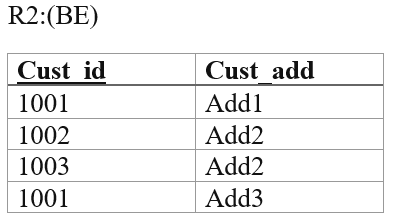 R2:(BE)
Cust_id Cust_add
1001 Add1
1002 Add2
1003 Add2
1001 Add3